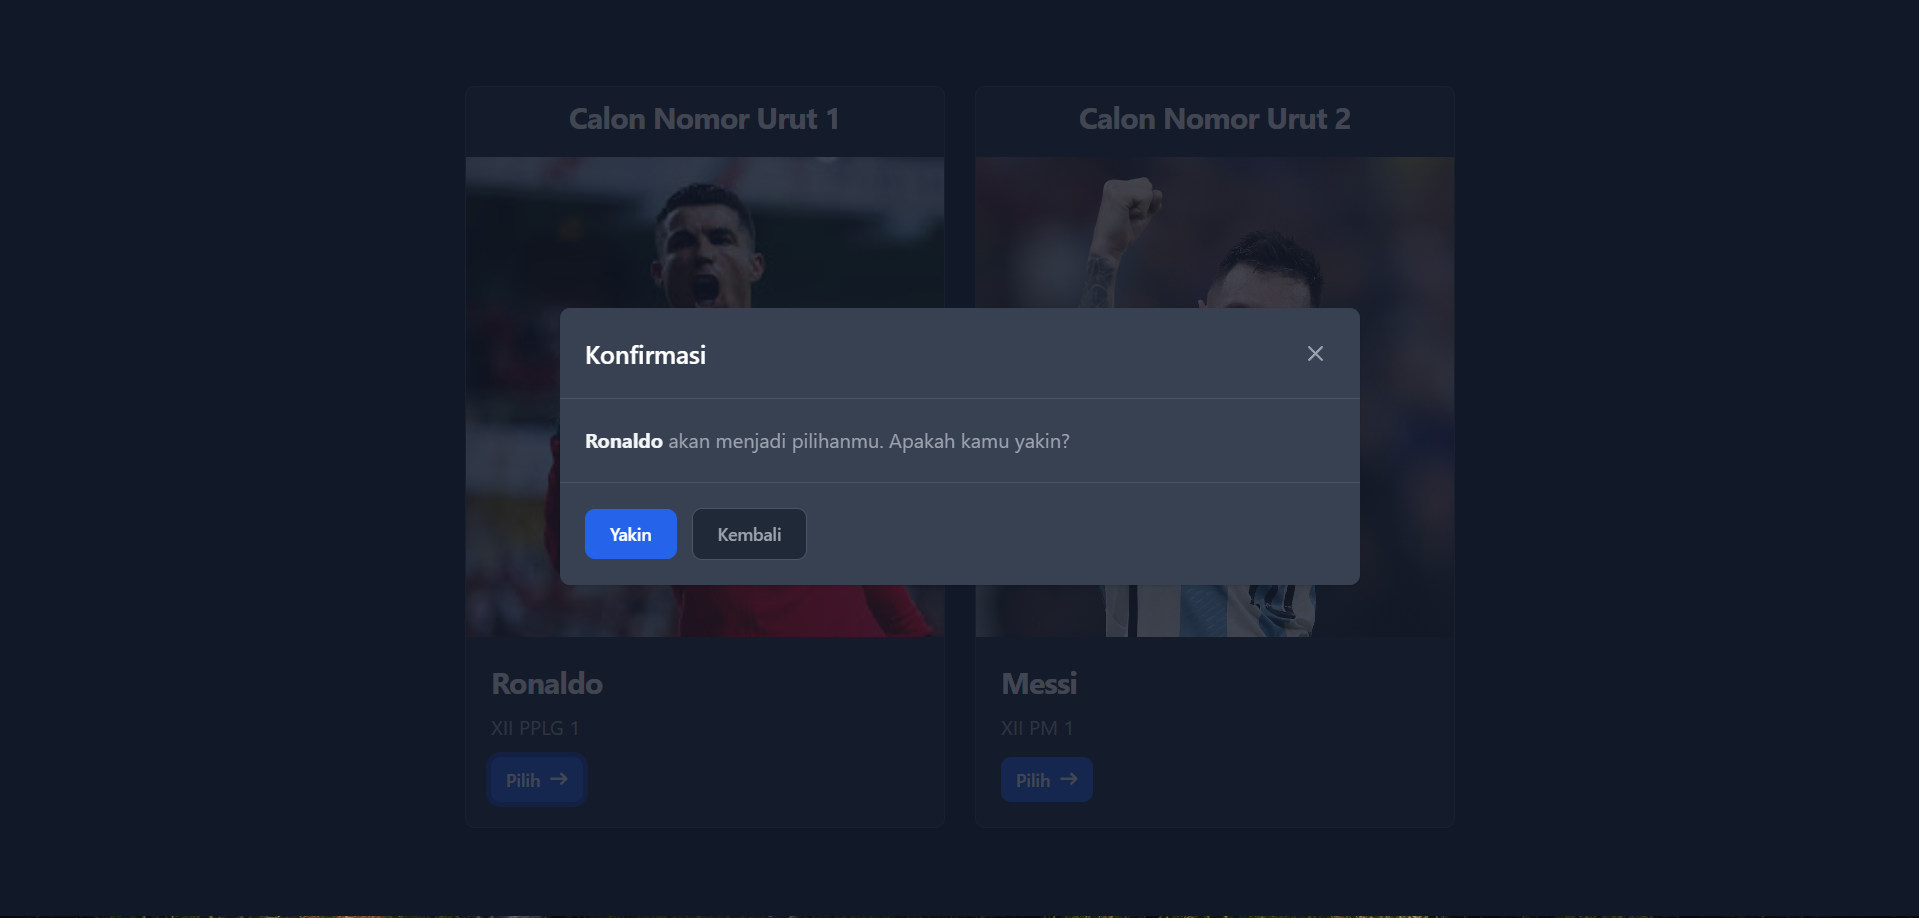 Calon Nomor Urut 1
Calon Nomor Urut 2
Konfirmasi
Ronaldo akan menjadi pilihanmu. Apakah kamu yakin?
Yakin
Kembali
Ronaldo
XII PPLG 1
Pilih →
Messi
XII PM 1
Pilih →